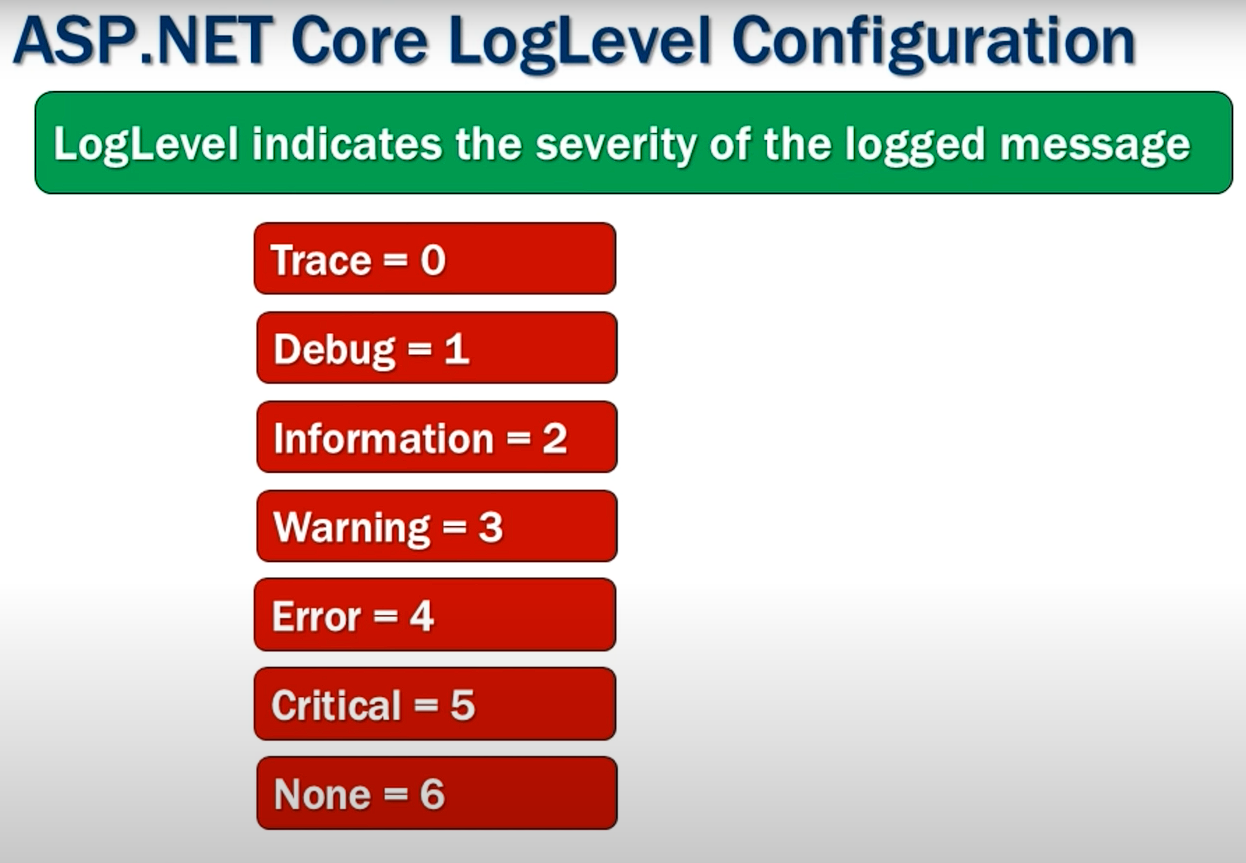 ASP.NET Core LogLevel Configuration
LogLevel indicates the severity of the logged message
Trace = 0
Debug = 1
Information = 2
Warning = 3
Error = 4
Critical = 5
None = 6